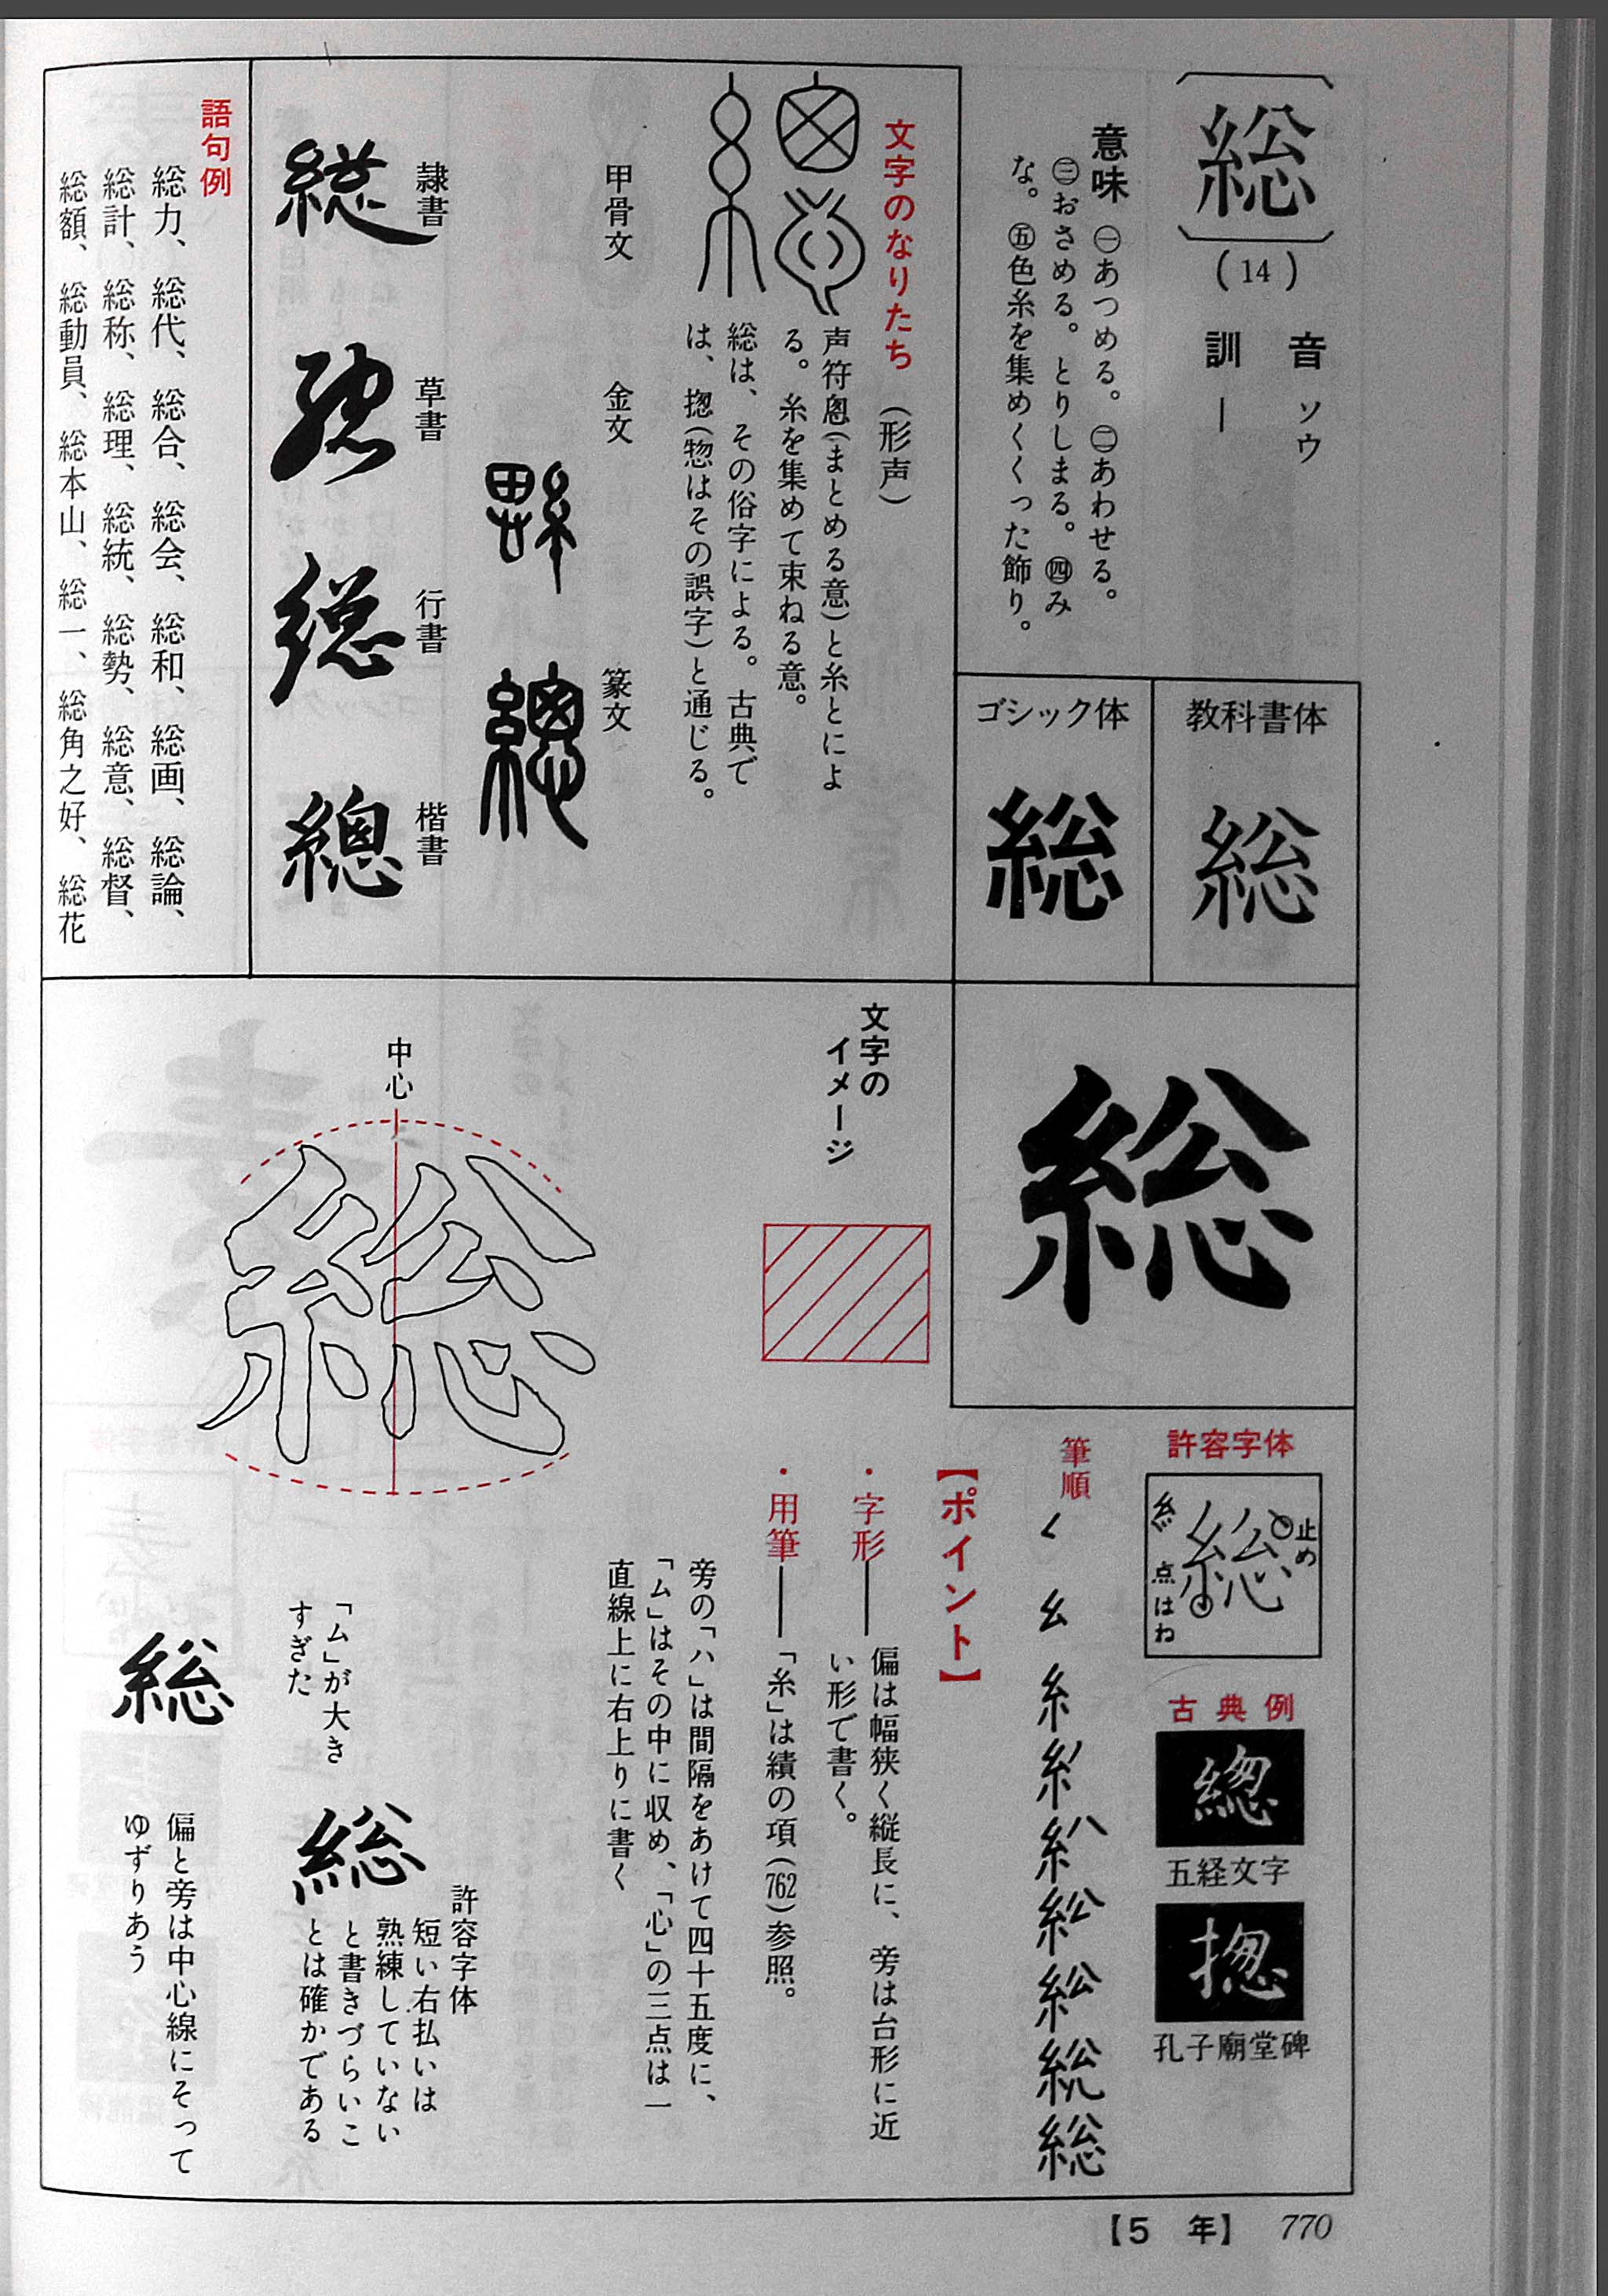 総
(14)
音 ソウ
訓 ―
意味 ㊀あつめる。㊁あわせる。
㊂おさめる。とりしまる。㊃み
な。㊄色糸を集めくくった飾り。
教科書体
総
ゴシック体
総
文字のなりたち (形声)
声符悤(まとめる意)と糸とによ
る。糸を集めて束ねる意。
総は、その俗字による。古典で
は、揔(惣はその誤字)と通じる。
甲骨文
金文
篆文
隷書
草書
行書
楷書
總
語句例
総力、総代、総合、総会、総和、総画、総論、
総計、総称、総理、総統、総勢、総意、総督、
総額、総動員、総本山、総一、総角之好、総花
総
文字の
イメージ
中心
総
許容字体
総
止め
糸 点はね
古典例
五経文字
孔子廟堂碑
筆順
く 幺 糸 総 総 総
【ポイント】
・字形――偏は幅狭く縦長に、旁は台形に近
い形で書く。
・用筆――「糸」は績の項(762)参照。
旁の「ハ」は間隔をあけて四十五度に、
「ム」はその中に収め、「心」の三点は一
直線上に右上りに書く
許容字体
短い右払いは
熟練していない
と書きづらいこ
とは確かである
総
「ム」が大き
すぎた
総
偏と旁は中心線にそって
ゆずりあう
【5年】 770